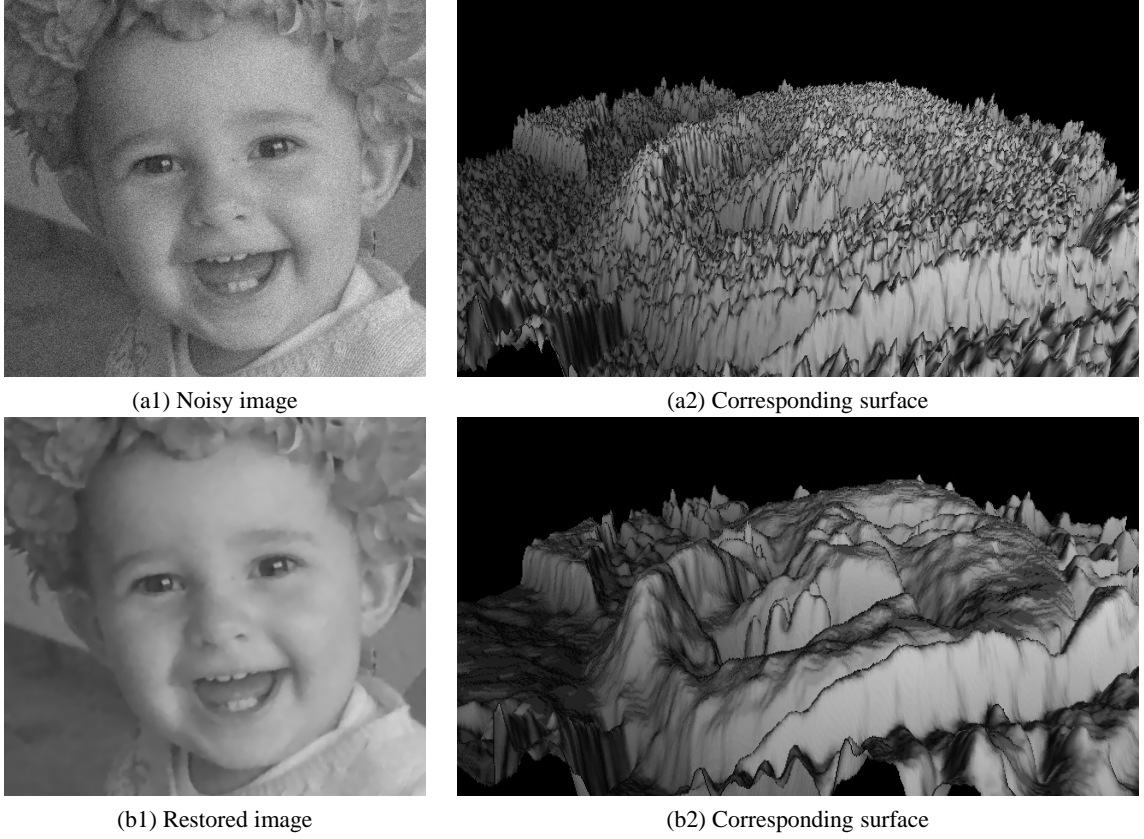 (a1) Noisy image
(a2) Corresponding surface
(b1) Restored image
(b2) Corresponding surface